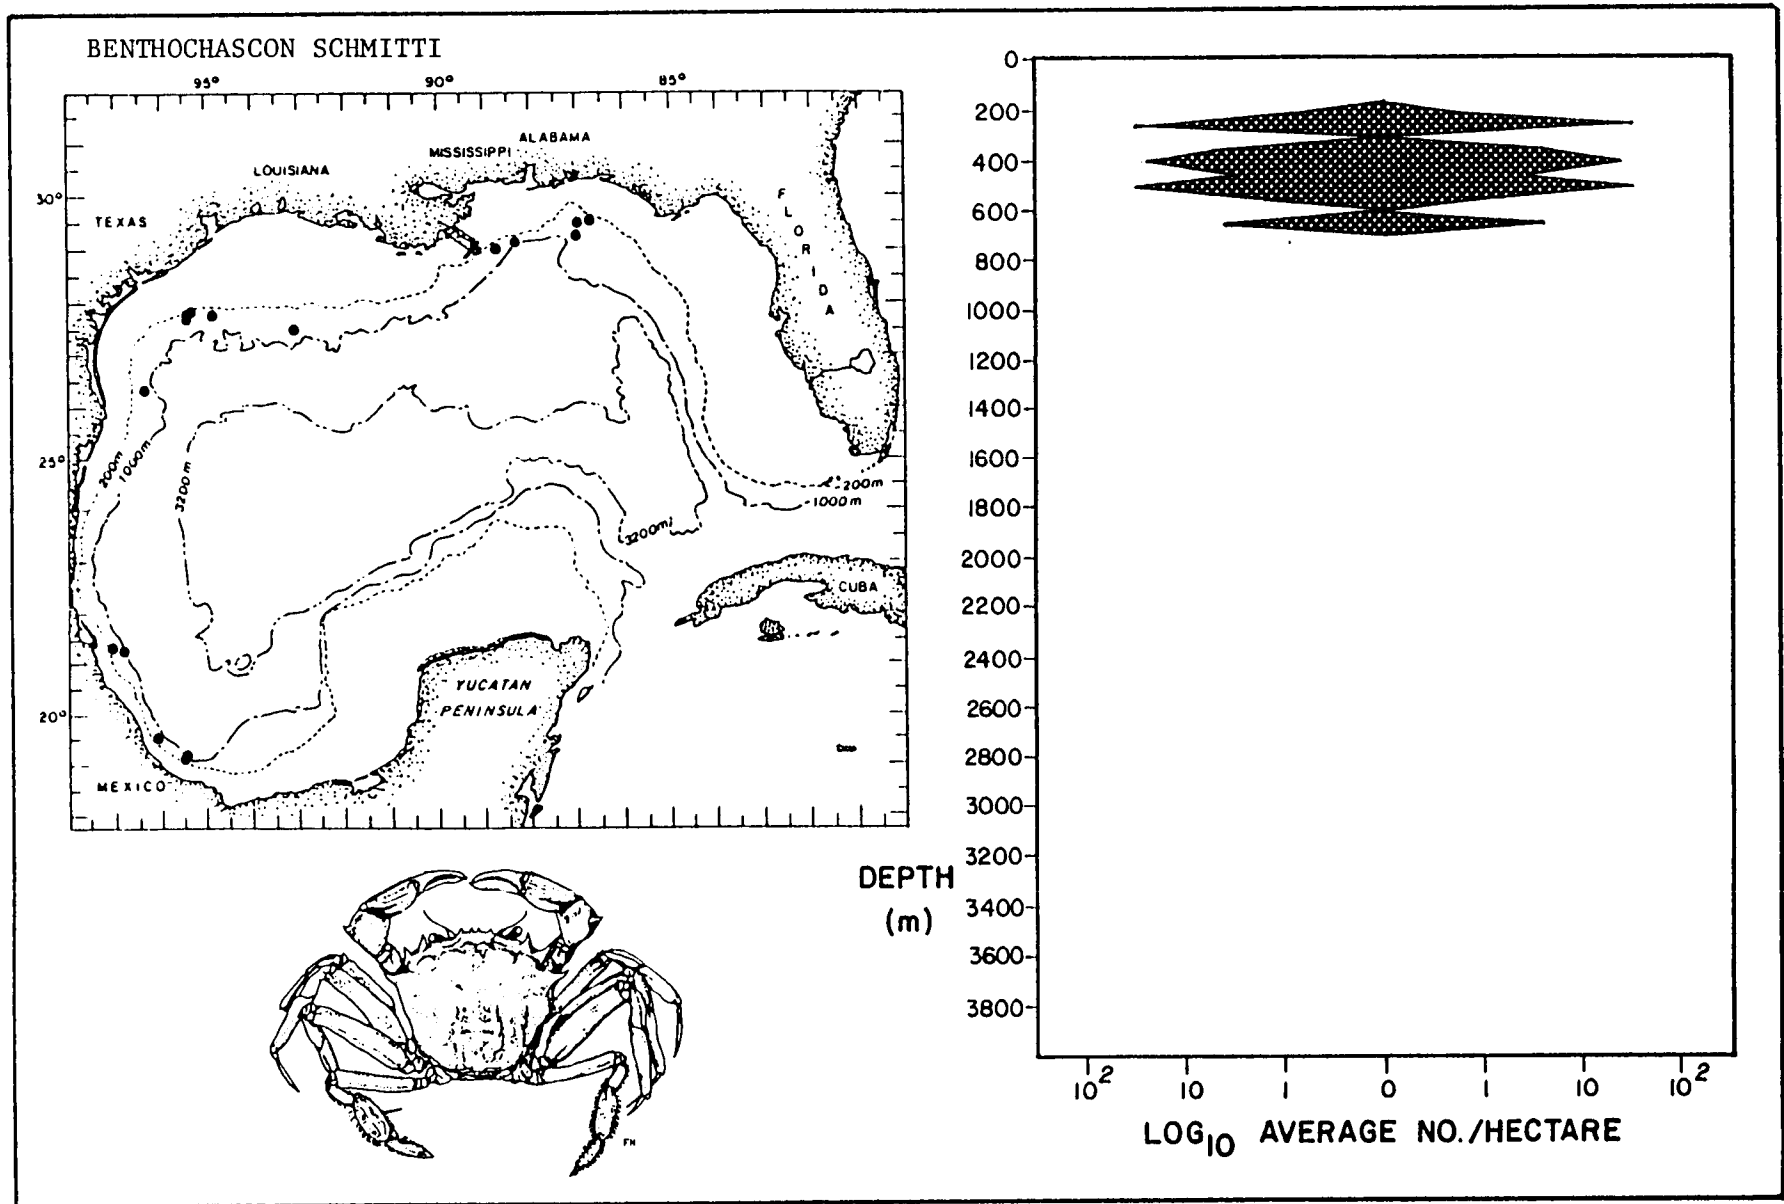 BENTHOCHASCON SCHMITTI
95° 90° 85°
ALABAMA
MISSISSIPPI
LOUISIANA
30°
TEXAS
FLORIDA
25°
200m
1000m
3200m
200m
1000m
3200m
CUBA
YUCATAN
PENINSULA
20°
MEXICO
FH
0
200
400
600
800
1000
1200
1400
1600
1800
2000
2200
2400
2600
2800
3000
3200
3400
3600
3800
DEPTH
(m)
10² 10 1 0 1 10 10²
LOG₁₀ AVERAGE NO./HECTARE